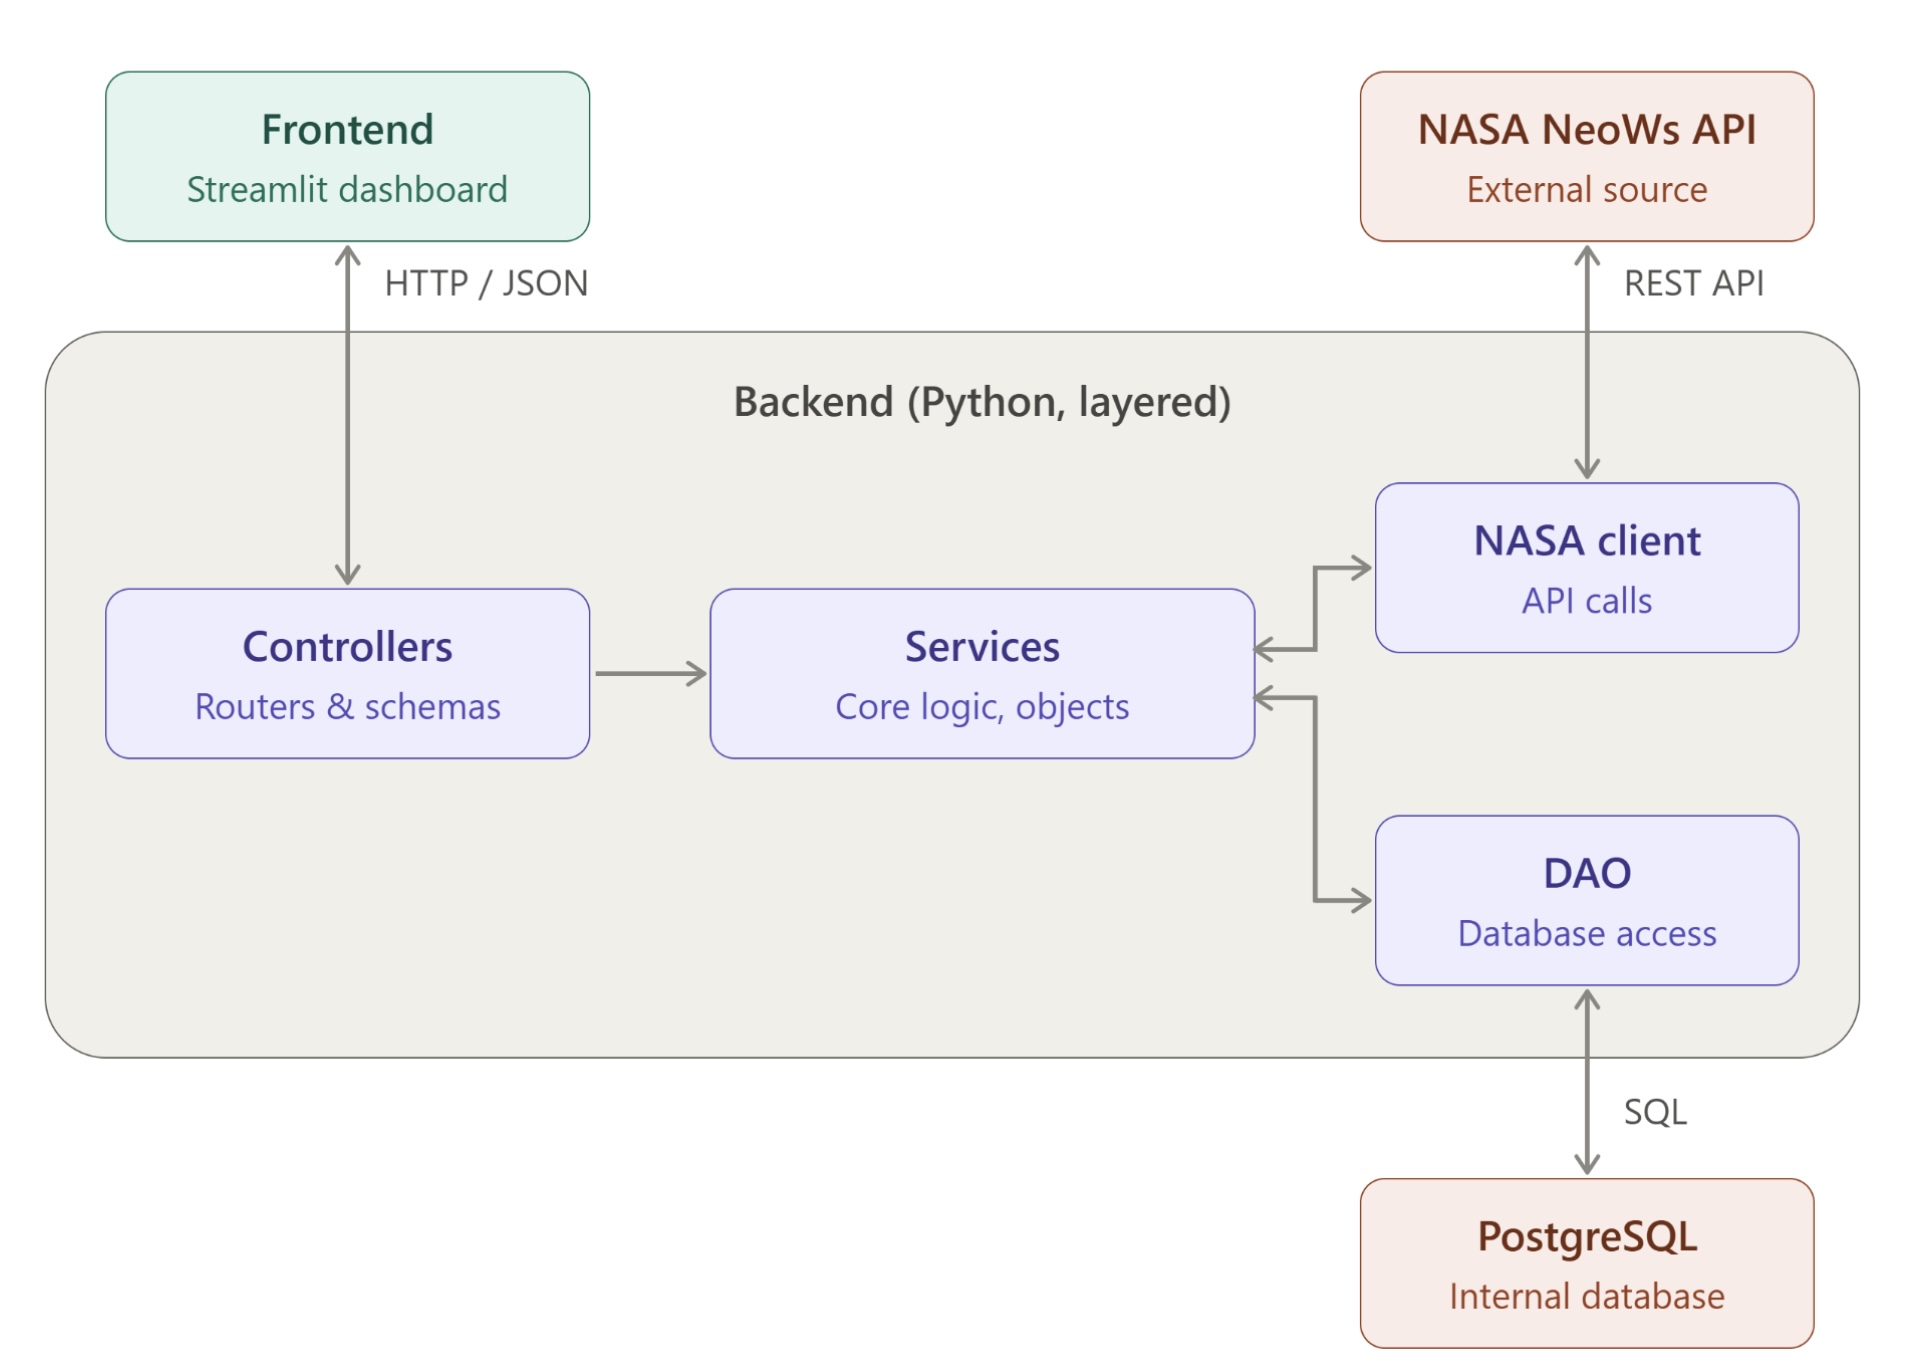 Frontend
Streamlit dashboard
NASA NeoWs API
External source
HTTP / JSON
REST API
Backend (Python, layered)
NASA client
API calls
Controllers
Routers & schemas
Services
Core logic, objects
DAO
Database access
SQL
PostgreSQL
Internal database